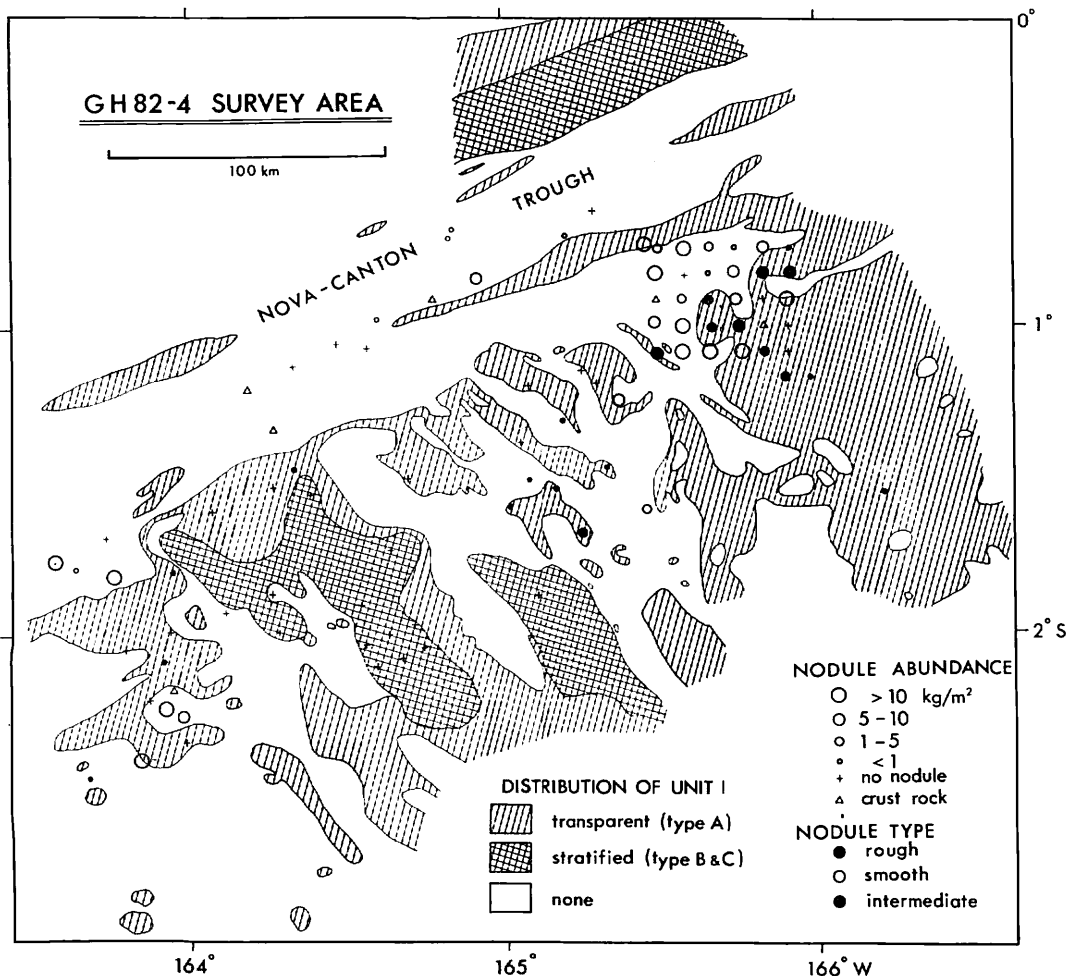 0°
GH 82-4 SURVEY AREA
100 km
TROUGH
NOVA-CANTON
1°
2°S
NODULE ABUNDANCE
> 10 kg/m²
5 - 10
1 - 5
< 1
no nodule
crust rock
DISTRIBUTION OF UNIT I
transparent (type A)
stratified (type B & C)
none
NODULE TYPE
rough
smooth
intermediate
164°
165°
166° W